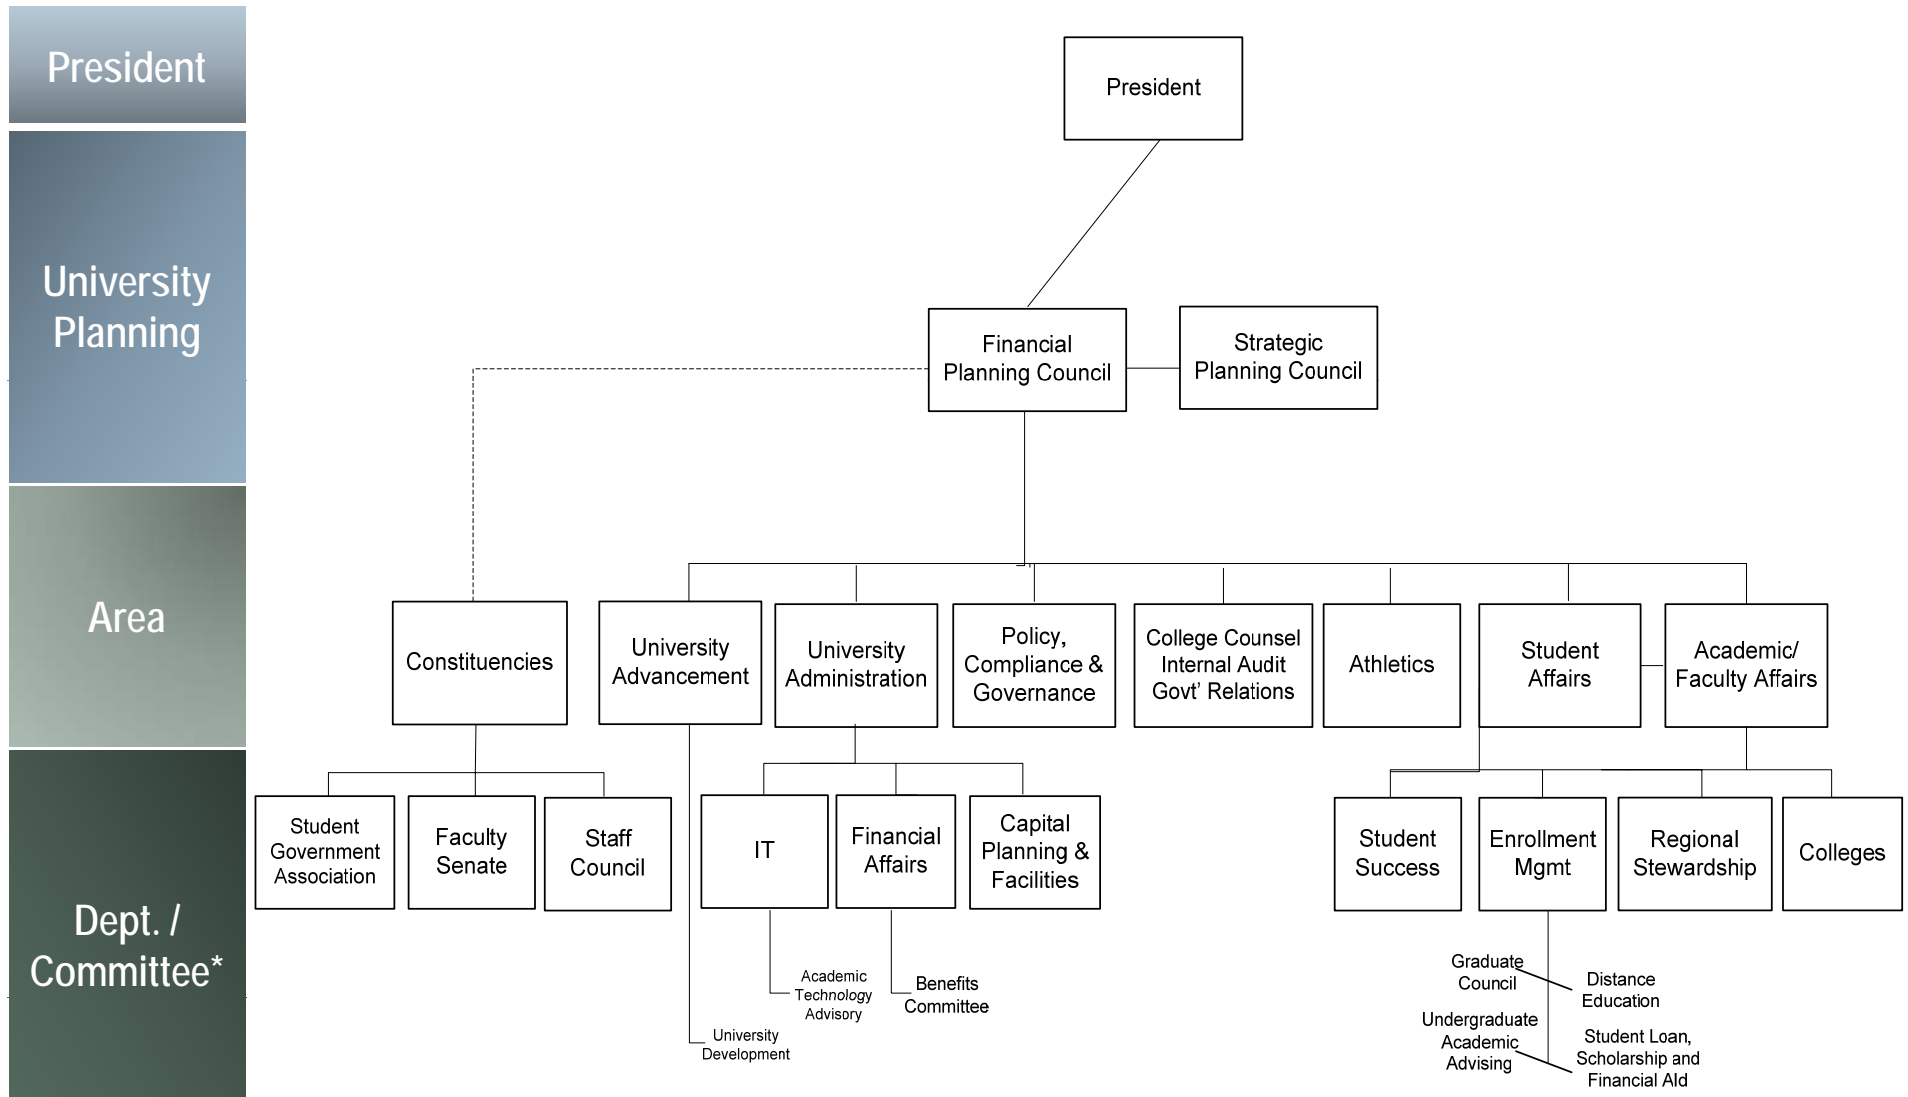 President
University
Planning
Area
Dept. /
Committee*
President
Financial
Planning Council
Strategic
Planning Council
Constituencies
University
Advancement
University
Administration
Policy,
Compliance &
Governance
College Counsel
Internal Audit
Govt’ Relations
Athletics
Student
Affairs
Academic/
Faculty Affairs
Student
Government
Association
Faculty
Senate
Staff
Council
IT
Financial
Affairs
Capital
Planning &
Facilities
Student
Success
Enrollment
Mgmt
Regional
Stewardship
Colleges
Academic
Technology
Advisory
Benefits
Committee
University
Development
Graduate
Council
Distance
Education
Undergraduate
Academic
Advising
Student Loan,
Scholarship and
Financial AId